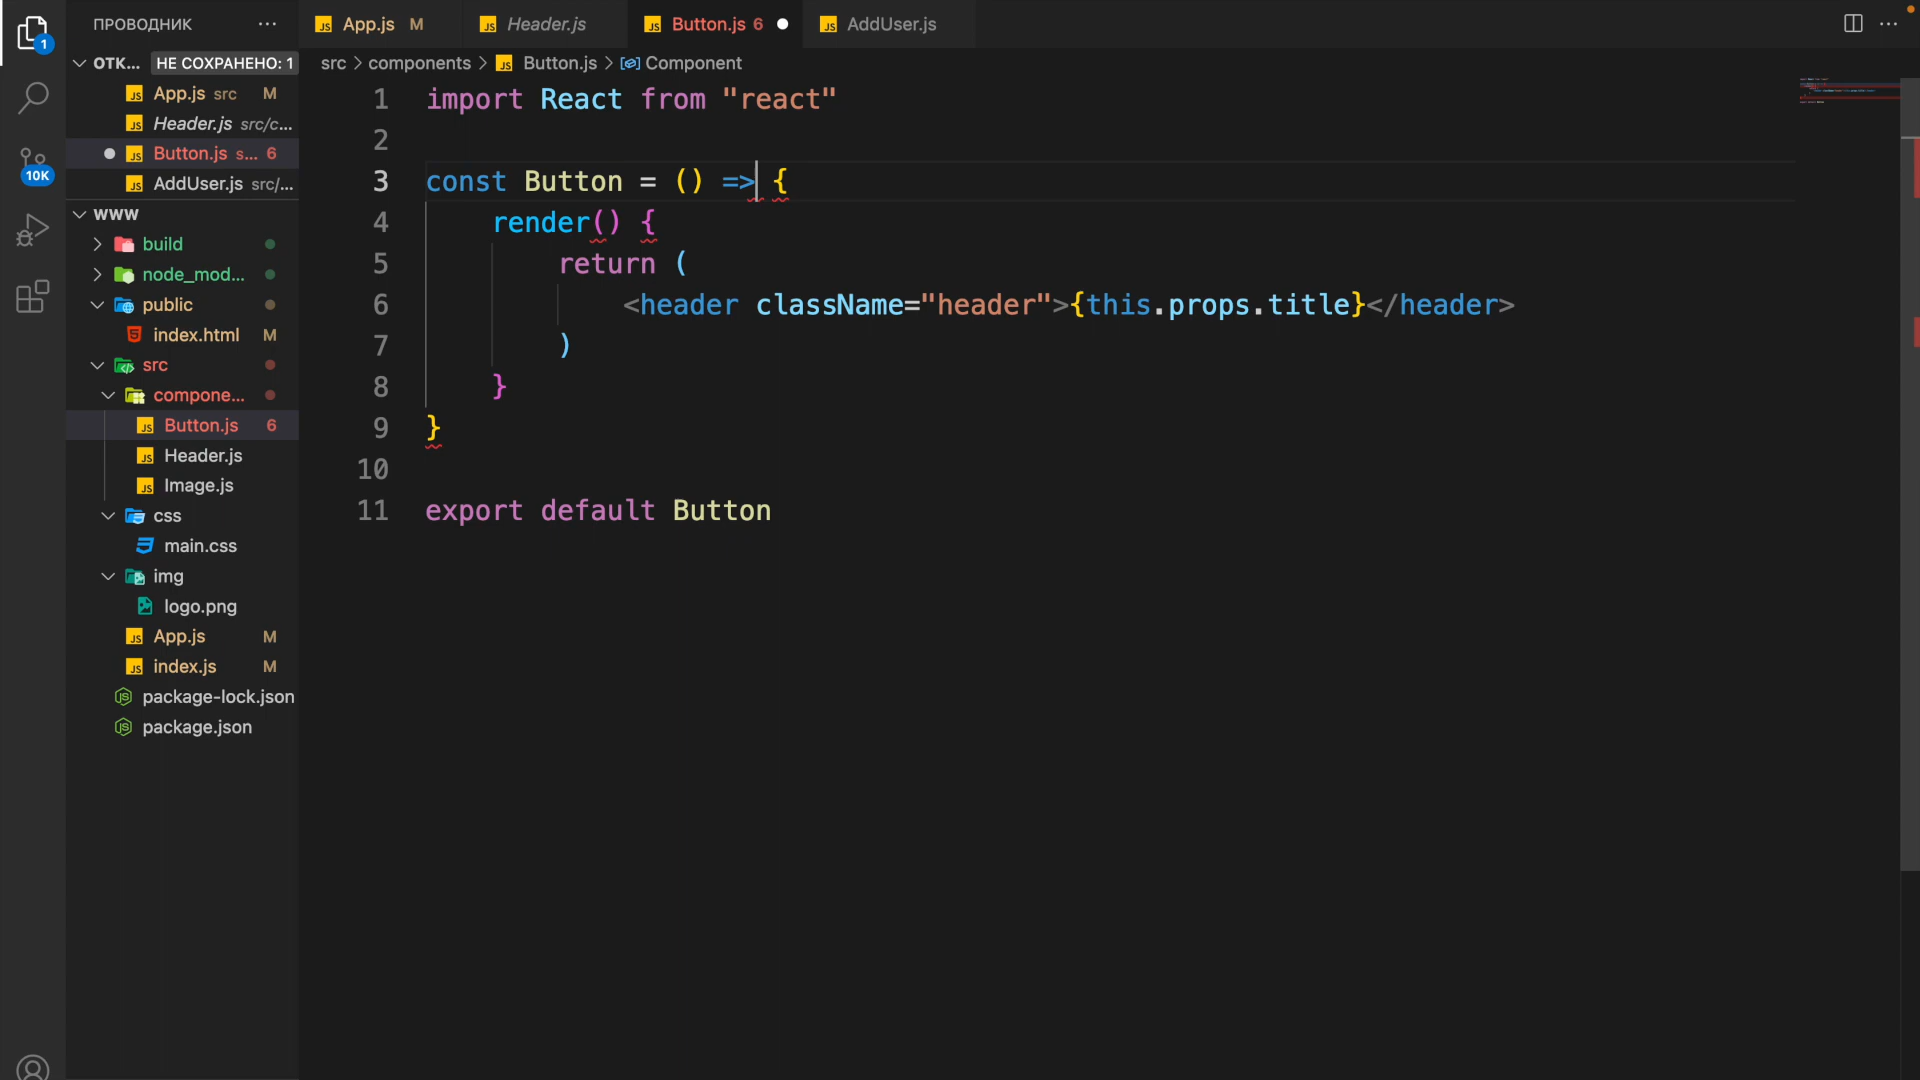 ПРОВОДНИК ···
App.js M
Header.js
Button.js 6
AddUser.js
ОТК... НЕ СОХРАНЕНО: 1
App.js src M
Header.js src/c...
Button.js s... 6
AddUser.js src/...
WWW
build
node_mod...
public
index.html M
src
compone...
Button.js 6
Header.js
Image.js
css
main.css
img
logo.png
App.js M
index.js M
package-lock.json
package.json
1
10K
src > components > JS Button.js > Component
1 import React from "react"
2
3 const Button = () => {
4 render() {
5 return (
6 <header className="header">{this.props.title}</header>
7 )
8 }
9 }
10
11 export default Button